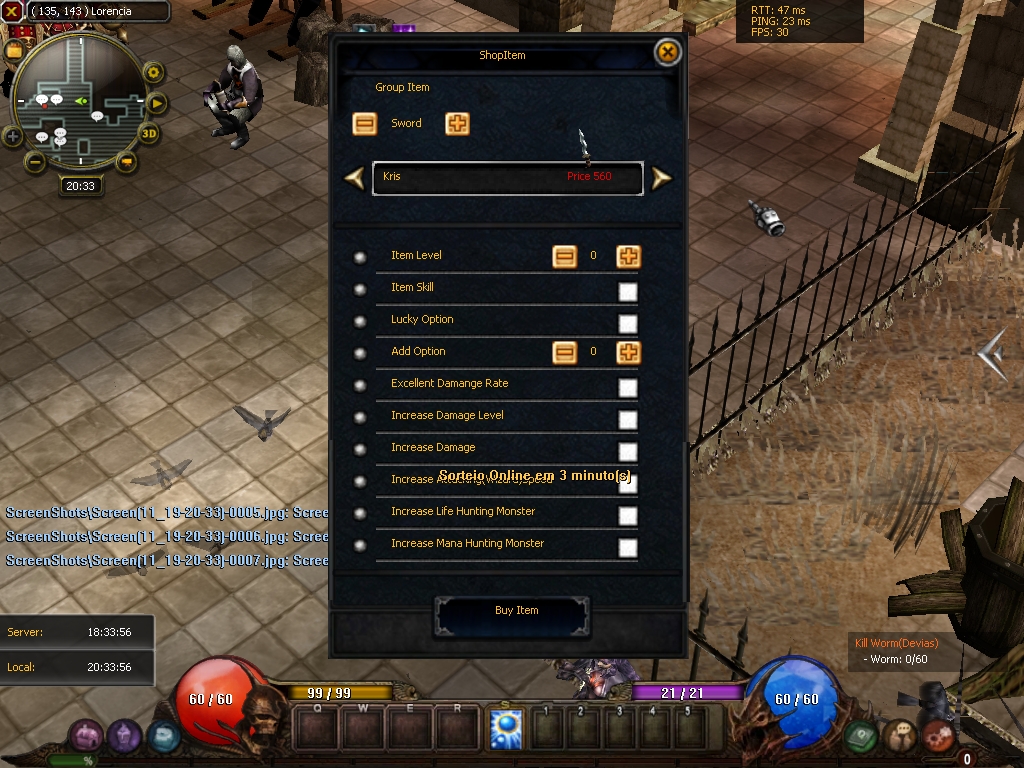 ( 135, 143 ) Lorencia
RTT: 47 ms
PING: 23 ms
FPS: 30
3D
20:33
ShopItem
Group Item
Sword
Kris Price 560
Item Level 0
Item Skill
Lucky Option
Add Option 0
Excellent Damange Rate
Increase Damage Level
Increase Damage
Sorteio Online em 3 minuto(s)
Increase
Increase Life Hunting Monster
Increase Mana Hunting Monster
Buy Item
ScreenShots\Screen(11_19-20-33)-0005.jpg: Scree
ScreenShots\Screen(11_19-20-33)-0006.jpg: Scree
ScreenShots\Screen(11_19-20-33)-0007.jpg: Scree
Server: 18:33:56
Local: 20:33:56
Kill Worm(Devias)
- Worm: 0/60
60 / 60
99 / 99
21 / 21
60 / 60
Q W E R S 1 2 3 4 5
%
0